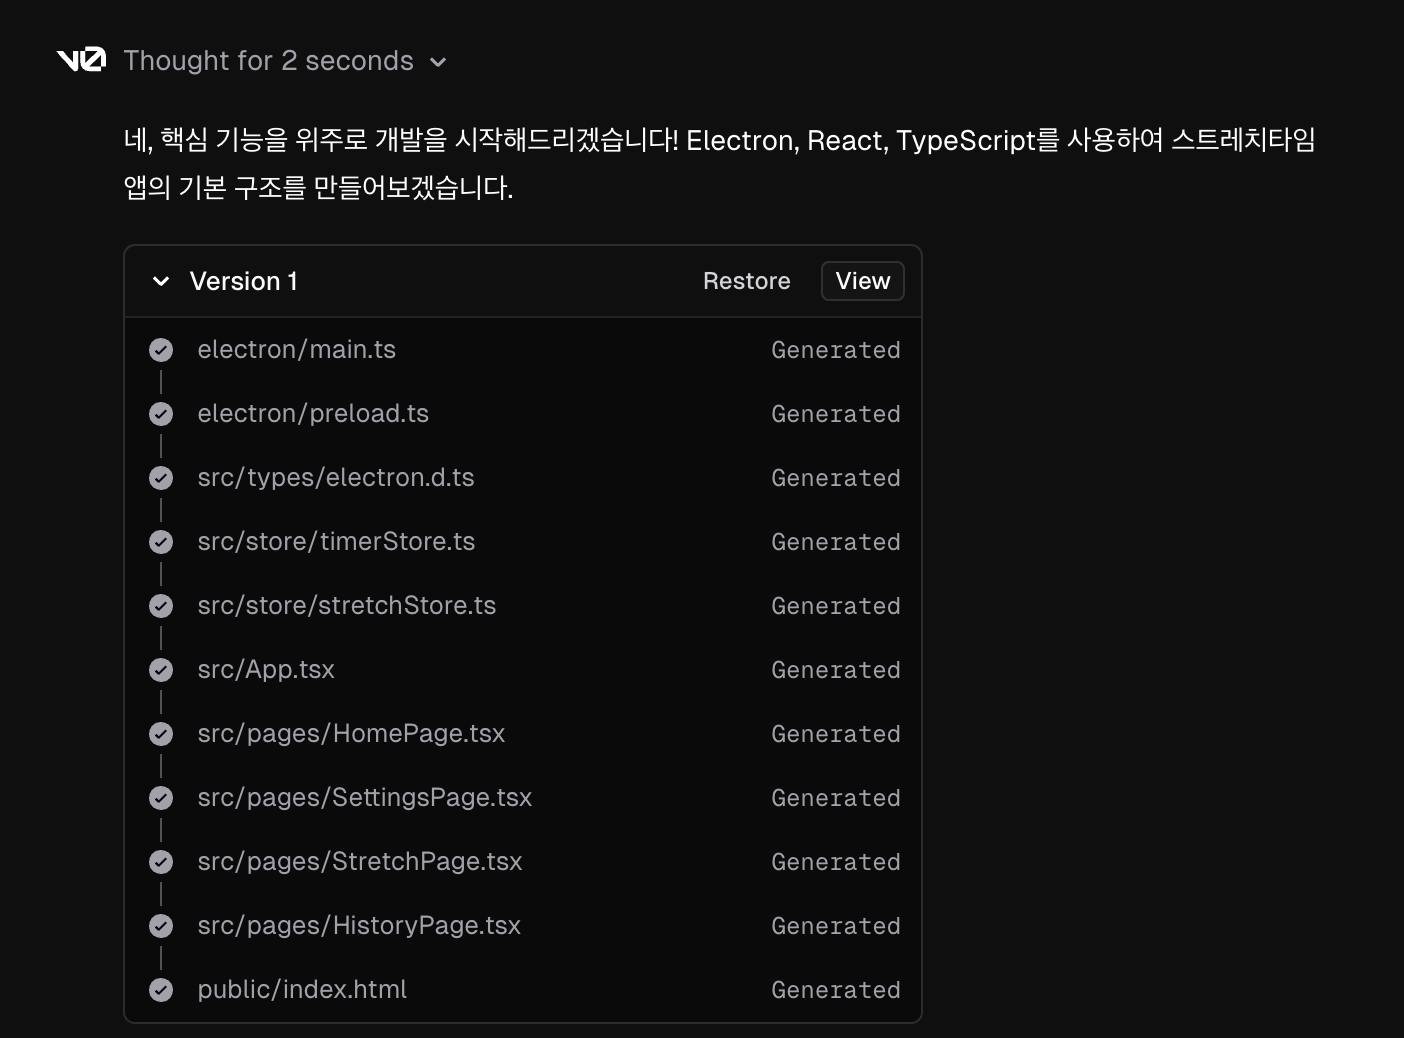 v0 Thought for 2 seconds
네, 핵심 기능을 위주로 개발을 시작해드리겠습니다! Electron, React, TypeScript를 사용하여 스트레치타임
앱의 기본 구조를 만들어보겠습니다.
Version 1 Restore View
electron/main.ts Generated
electron/preload.ts Generated
src/types/electron.d.ts Generated
src/store/timerStore.ts Generated
src/store/stretchStore.ts Generated
src/App.tsx Generated
src/pages/HomePage.tsx Generated
src/pages/SettingsPage.tsx Generated
src/pages/StretchPage.tsx Generated
src/pages/HistoryPage.tsx Generated
public/index.html Generated